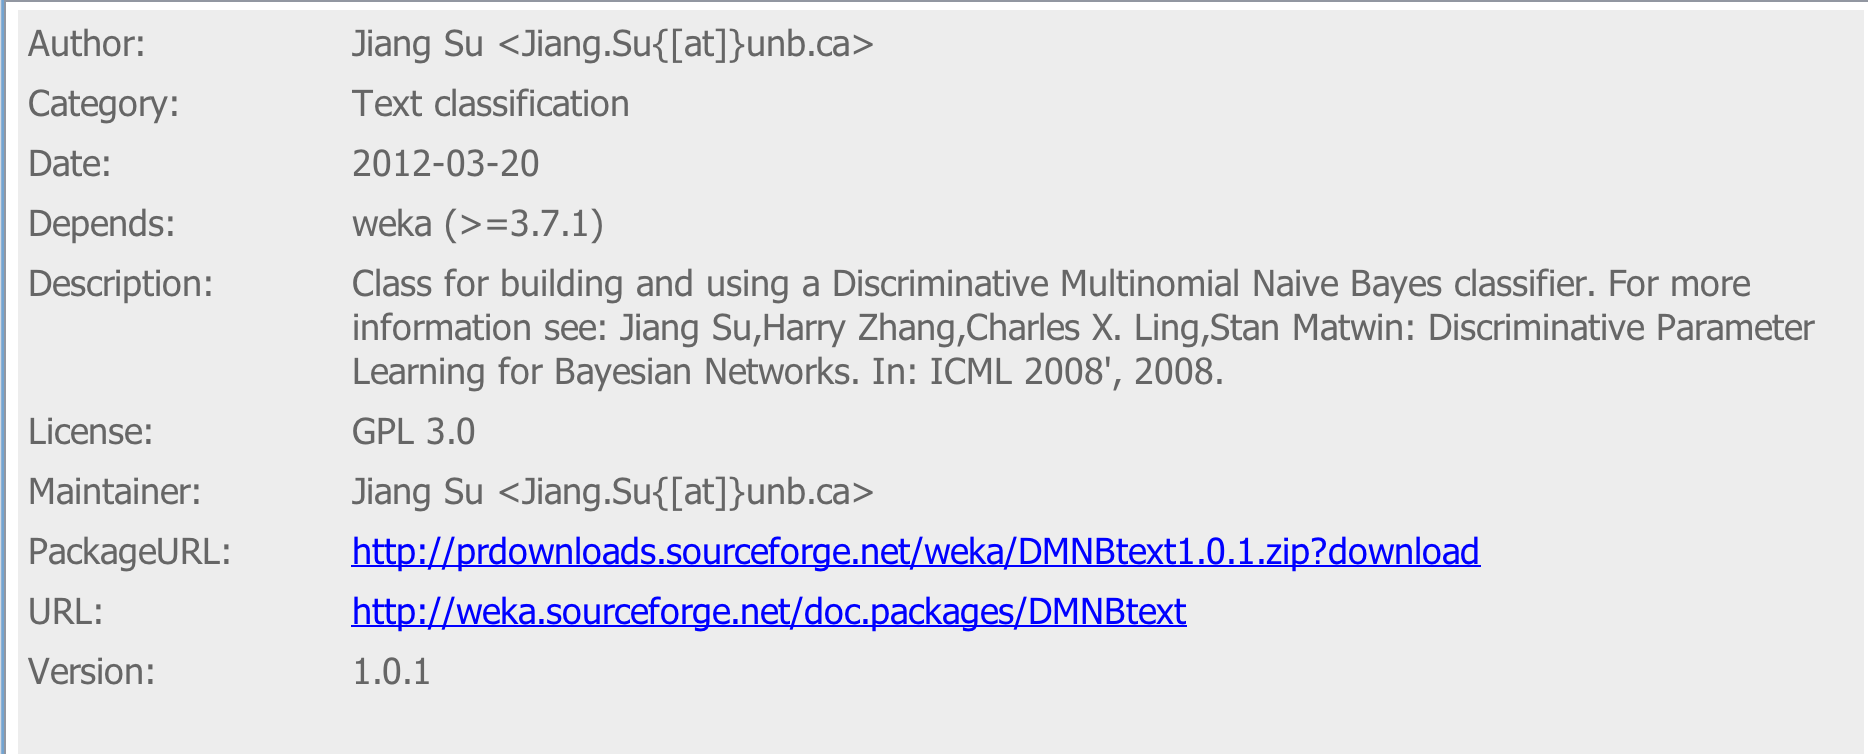 Author: Jiang Su <Jiang.Su{[at]}unb.ca>
Category: Text classification
Date: 2012-03-20
Depends: weka (>=3.7.1)
Description: Class for building and using a Discriminative Multinomial Naive Bayes classifier. For more
information see: Jiang Su,Harry Zhang,Charles X. Ling,Stan Matwin: Discriminative Parameter
Learning for Bayesian Networks. In: ICML 2008', 2008.
License: GPL 3.0
Maintainer: Jiang Su <Jiang.Su{[at]}unb.ca>
PackageURL: http://prdownloads.sourceforge.net/weka/DMNBtext1.0.1.zip?download
URL: http://weka.sourceforge.net/doc.packages/DMNBtext
Version: 1.0.1